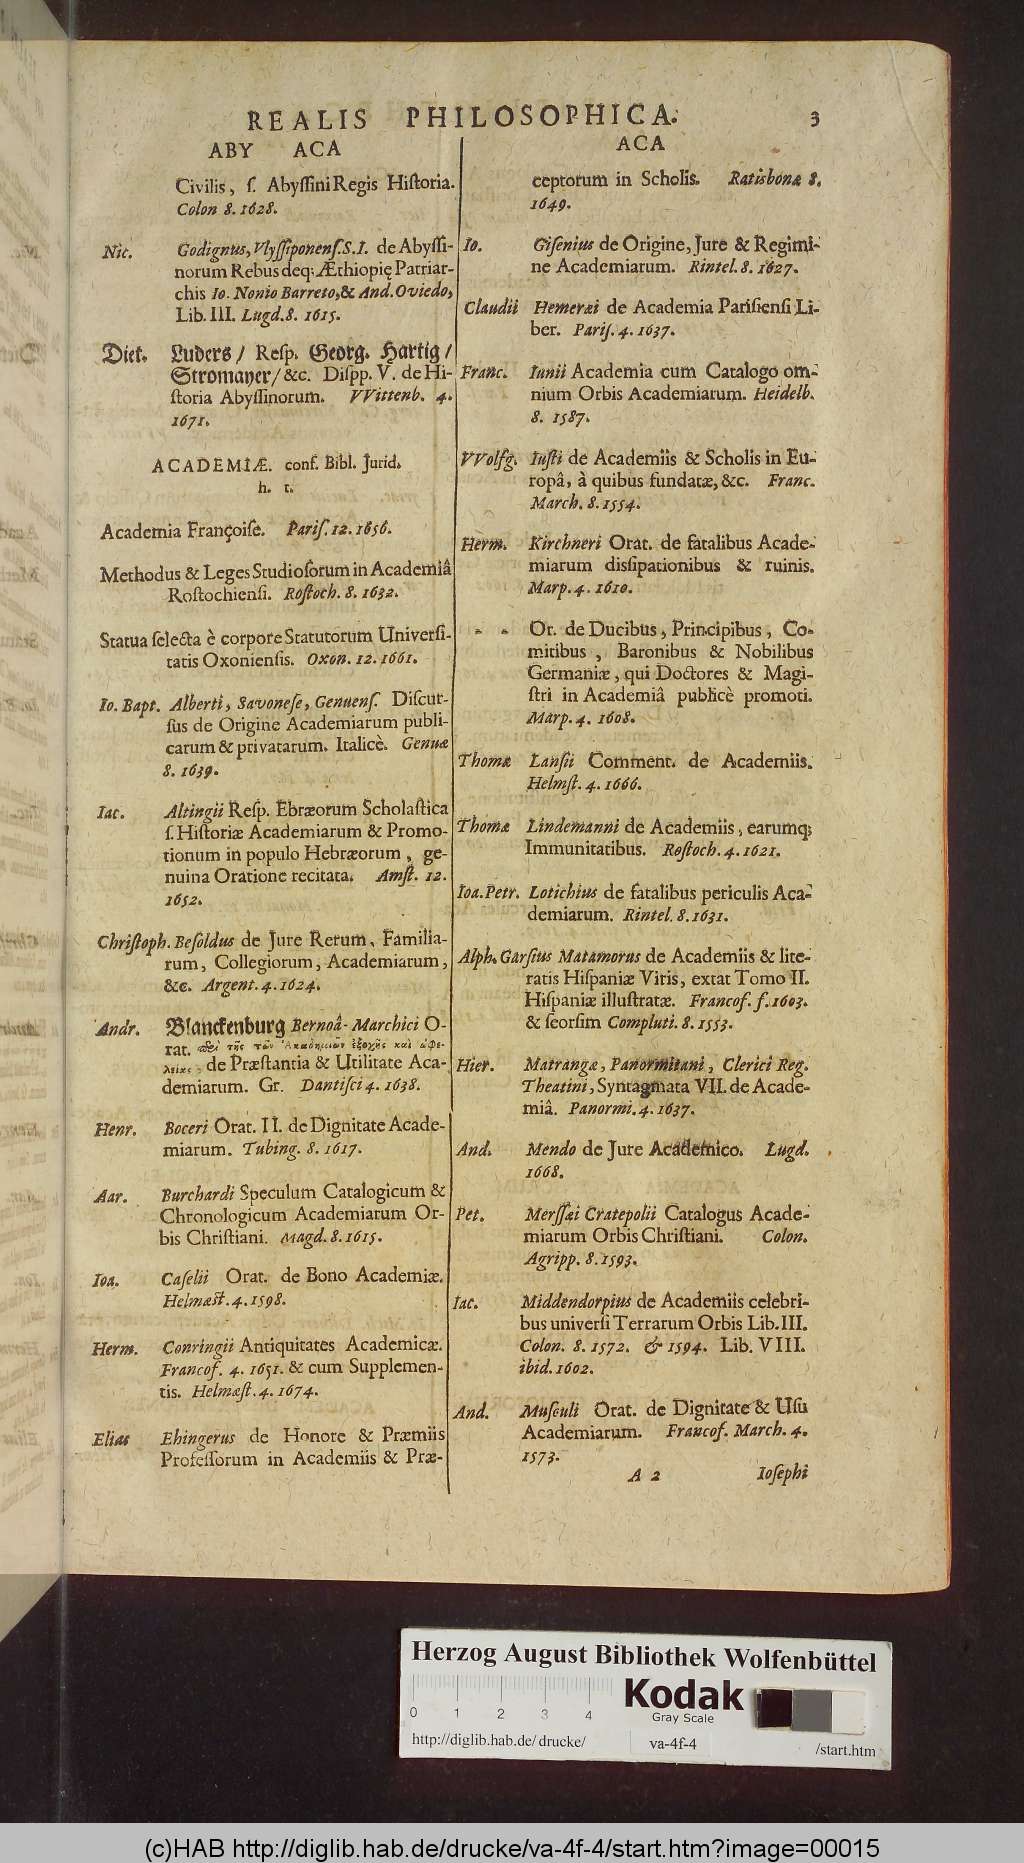 REALIS PHILOSOPHICA. 3
ABY ACA
Civilis, ſ. Abyſſini Regis Hiſtoria.
Colon 8. 1628.
Nic. Godignus, Vlyſſiponenſ. S. I. de Abyſſi-
norum Rebus deq; Æthiopię Patriar-
chis Io. Nonio Barreto, & And. Oviedo,
Lib. III. Lugd. 8. 1615.
Diet. Luders / Reſp. Georg. Hartig /
Stromayer / &c. Diſpp. V. de Hi-
ſtoria Abyſſinorum. VVittenb. 4.
1671.
ACADEMIÆ. conf. Bibl. Jurid.
h. t.
Academia Françoiſe. Pariſ. 12. 1656.
Methodus & Leges Studioſorum in Academiâ
Roſtochienſi. Roſtoch. 8. 1632.
Statua ſelecta è corpore Statutorum Univerſi-
tatis Oxonienſis. Oxon. 12. 1661.
Io. Bapt. Alberti, Savoneſe, Genuenſ. Diſcur-
ſus de Origine Academiarum publi-
carum & privatarum. Italicè. Genuæ
8. 1639.
Iac. Altingii Reſp. Ebræorum Scholaſtica
ſ. Hiſtoriæ Academiarum & Promo-
tionum in populo Hebræorum, ge-
nuina Oratione recitata. Amſt. 12.
1652.
Chriſtoph. Beſoldus de Jure Rerum, Familia-
rum, Collegiorum, Academiarum,
&c. Argent. 4. 1624.
Andr. Blanckenburg Bernoâ-Marchici O-
rat. περὶ τῆς τῶν Ἀκαδημιῶν ἐξοχῆς καὶ ὠφε-
λείας, de Præſtantia & Utilitate Aca-
demiarum. Gr. Dantiſci 4. 1638.
Henr. Boceri Orat. II. de Dignitate Acade-
miarum. Tubing. 8. 1617.
Aar. Burchardi Speculum Catalogicum &
Chronologicum Academiarum Or-
bis Chriſtiani. Magd. 8. 1615.
Ioa. Caſelii Orat. de Bono Academiæ.
Helmæſt. 4. 1598.
Herm. Conringii Antiquitates Academicæ.
Francof. 4. 1651. & cum Supplemen-
tis. Helmæſt. 4. 1674.
Elias Ehingerus de Honore & Præmiis
Profeſſorum in Academiis & Præ-
ACA
ceptorum in Scholis. Ratisbonæ 8.
1649.
Io. Giſenius de Origine, Jure & Regimi-
ne Academiarum. Rintel. 8. 1627.
Claudii Hemeræi de Academia Pariſienſi Li-
ber. Pariſ. 4. 1637.
Franc. Iunii Academia cum Catalogo om-
nium Orbis Academiarum. Heidelb.
8. 1587.
VVolfg. Iuſti de Academiis & Scholis in Eu-
ropâ, à quibus fundatæ, &c. Franc.
March. 8. 1554.
Herm. Kirchneri Orat. de fatalibus Acade-
miarum dissipationibus & ruinis.
Marp. 4. 1610.
- - Or. de Ducibus, Principibus, Co-
mitibus, Baronibus & Nobilibus
Germaniæ, qui Doctores & Magi-
ſtri in Academiâ publicè promoti.
Marp. 4. 1608.
Thomæ Lanſii Comment. de Academiis.
Helmſt. 4. 1666.
Thomæ Lindemanni de Academiis, earumq;
Immunitatibus. Roſtoch. 4. 1621.
Ioa. Petr. Lotichius de fatalibus periculis Aca-
demiarum. Rintel. 8. 1631.
Alph. Garſius Matamorus de Academiis & lite-
ratis Hiſpaniæ Viris, extat Tomo II.
Hiſpaniæ illuſtratæ. Francof. f. 1603.
& ſeorſim Compluti. 8. 1553.
Hier. Matrangæ, Panormitani, Clerici Reg.
Theatini, Syntagmata VII. de Acade-
miâ. Panormi. 4. 1637.
And. Mendo de Jure Academico. Lugd.
1668.
Pet. Merſſæi Cratepolii Catalogus Acade-
miarum Orbis Chriſtiani. Colon.
Agripp. 8. 1593.
Iac. Middendorpius de Academiis celebri-
bus univerſi Terrarum Orbis Lib. III.
Colon. 8. 1572. & 1594. Lib. VIII.
ibid. 1602.
And. Muſculi Orat. de Dignitate & Uſu
Academiarum. Francof. March. 4.
1573.
A 2 Ioſephi
Herzog August Bibliothek Wolfenbüttel
0 1 2 3 4
Kodak
Gray Scale
http://diglib.hab.de/drucke/ va-4f-4 /start.htm
(c)HAB http://diglib.hab.de/drucke/va-4f-4/start.htm?image=00015